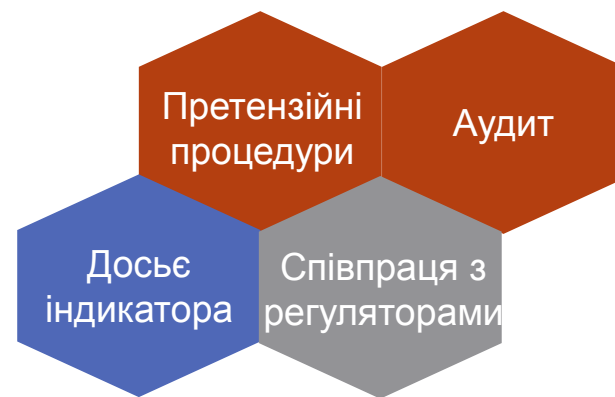 Претензійні
процедури
Аудит
Досьє
індикатора
Співпраця з
регуляторами